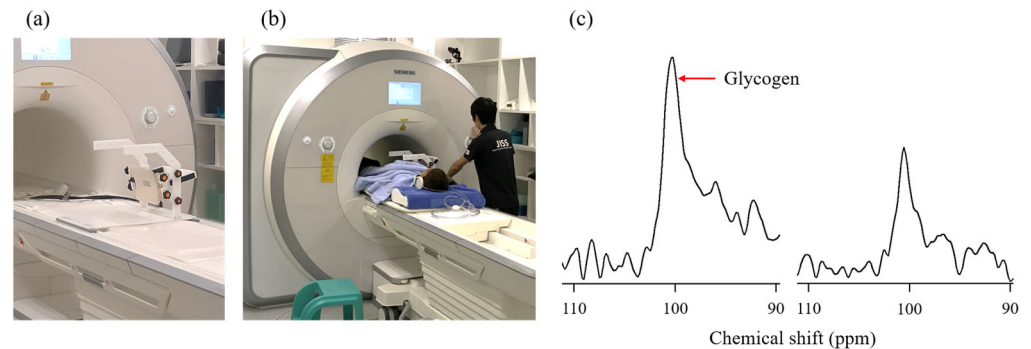 (a)
(b)
(c)
SIEMENS
JISS
Glycogen
110
100
90
110
100
90
Chemical shift (ppm)